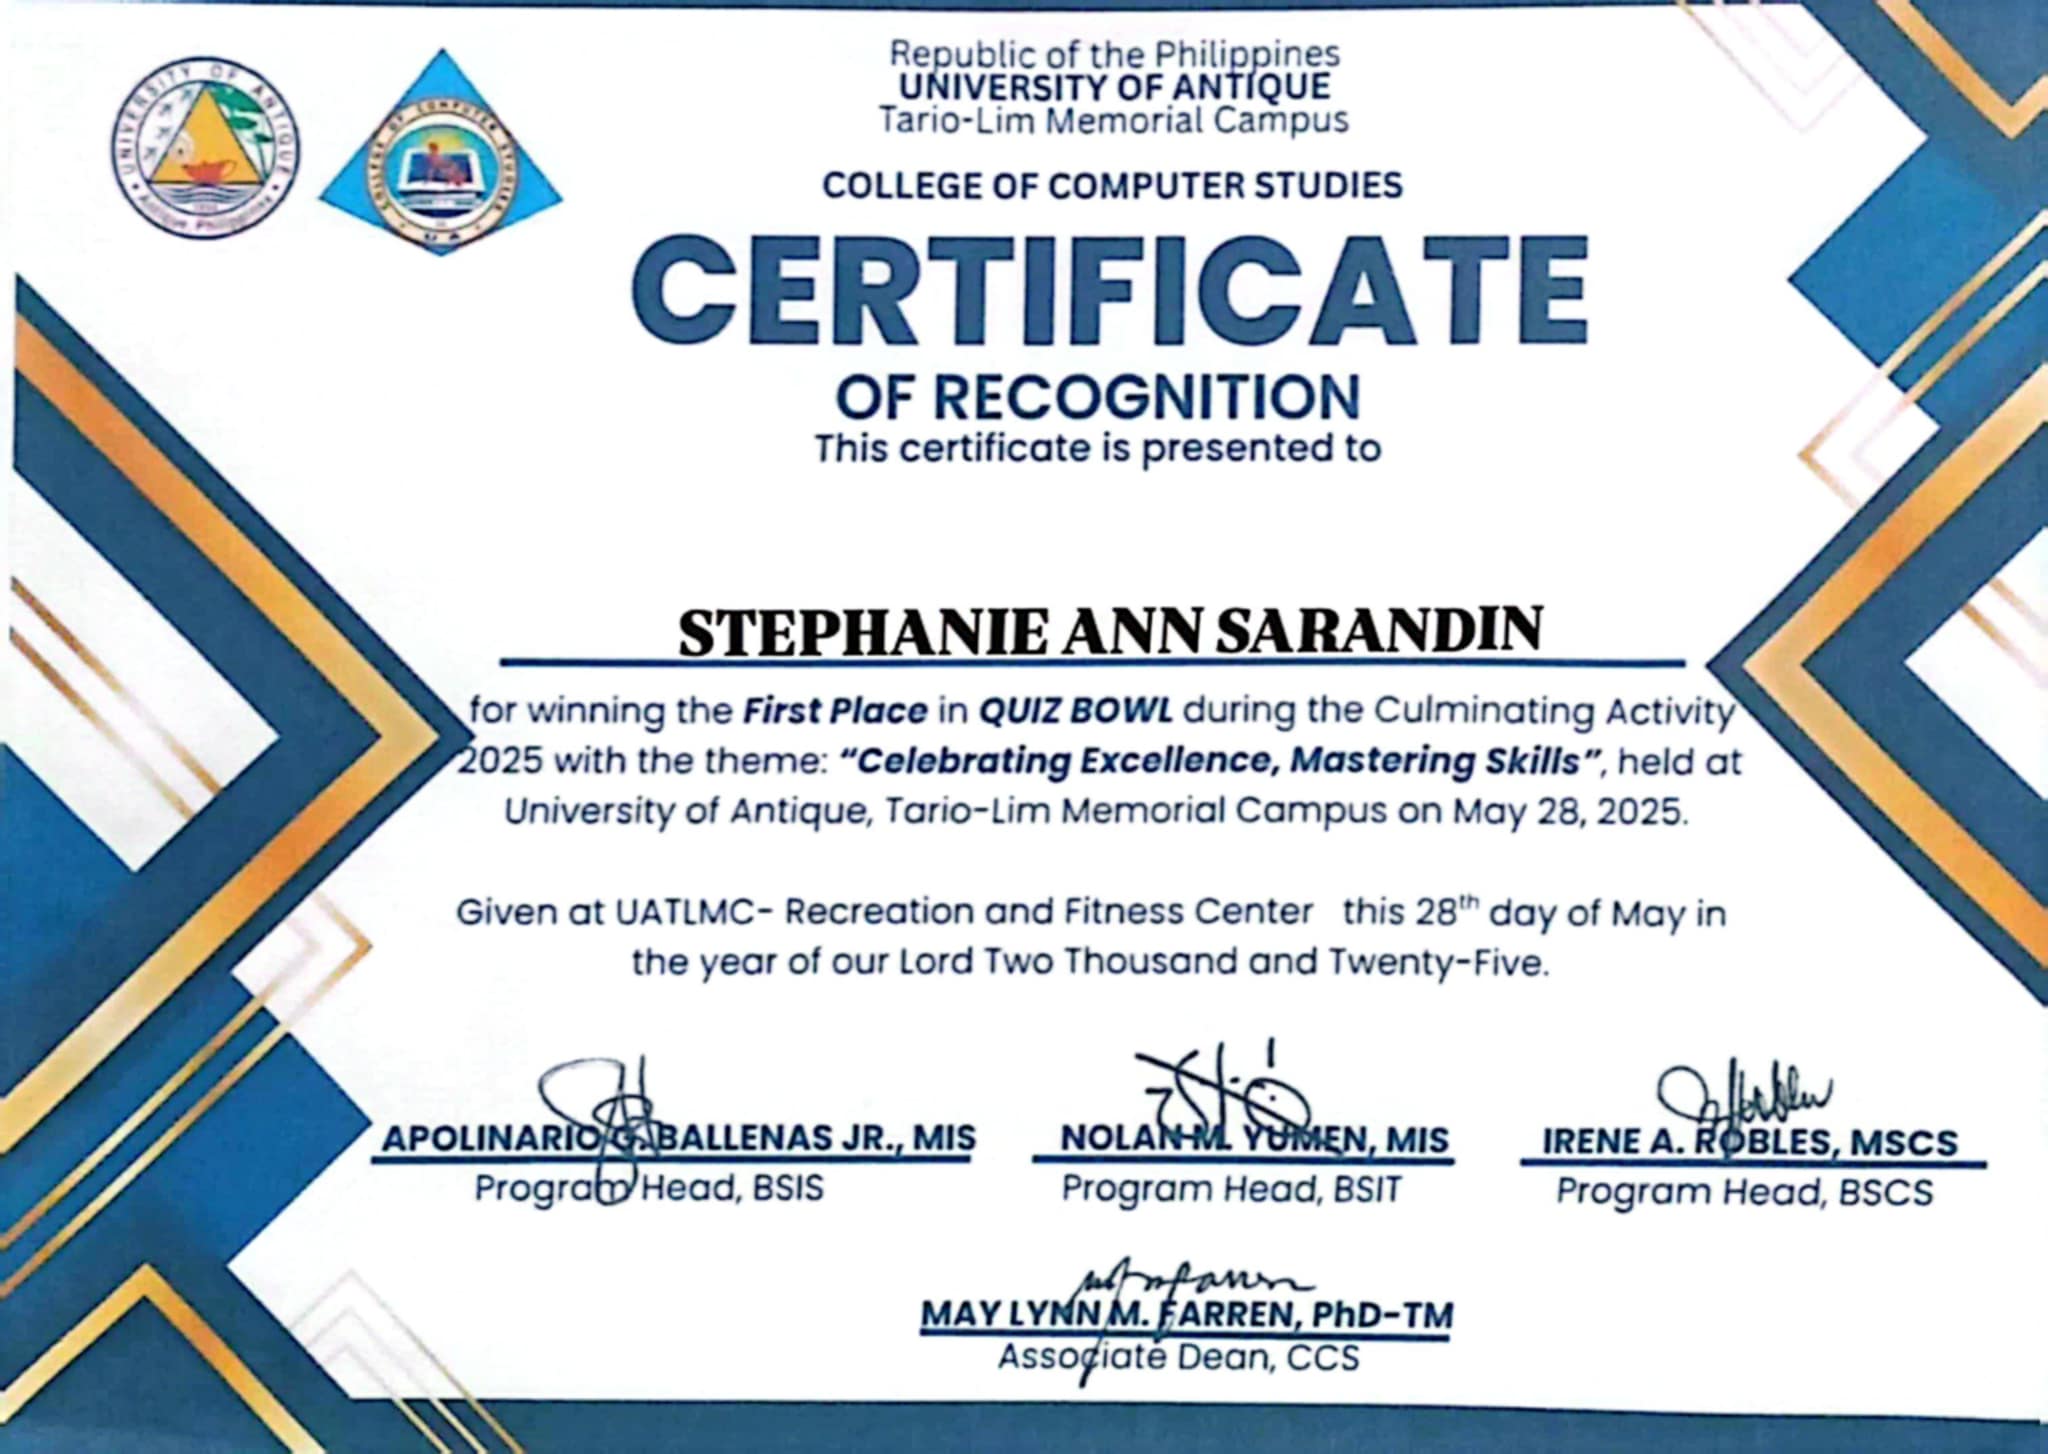 UNIVERSITY OF ANTIQUE
Antique Philippines
COLLEGE OF COMPUTER STUDIES
UA
Republic of the Philippines
UNIVERSITY OF ANTIQUE
Tario-Lim Memorial Campus
COLLEGE OF COMPUTER STUDIES
CERTIFICATE
OF RECOGNITION
This certificate is presented to
STEPHANIE ANN SARANDIN
for winning the First Place in QUIZ BOWL during the Culminating Activity
2025 with the theme: “Celebrating Excellence, Mastering Skills”, held at
University of Antique, Tario-Lim Memorial Campus on May 28, 2025.
Given at UATLMC- Recreation and Fitness Center this 28th day of May in
the year of our Lord Two Thousand and Twenty-Five.
APOLINARIO G. BALLENAS JR., MIS
Program Head, BSIS
NOLAN M. YUMEN, MIS
Program Head, BSIT
IRENE A. ROBLES, MSCS
Program Head, BSCS
MAY LYNN M. FARREN, PhD-TM
Associate Dean, CCS